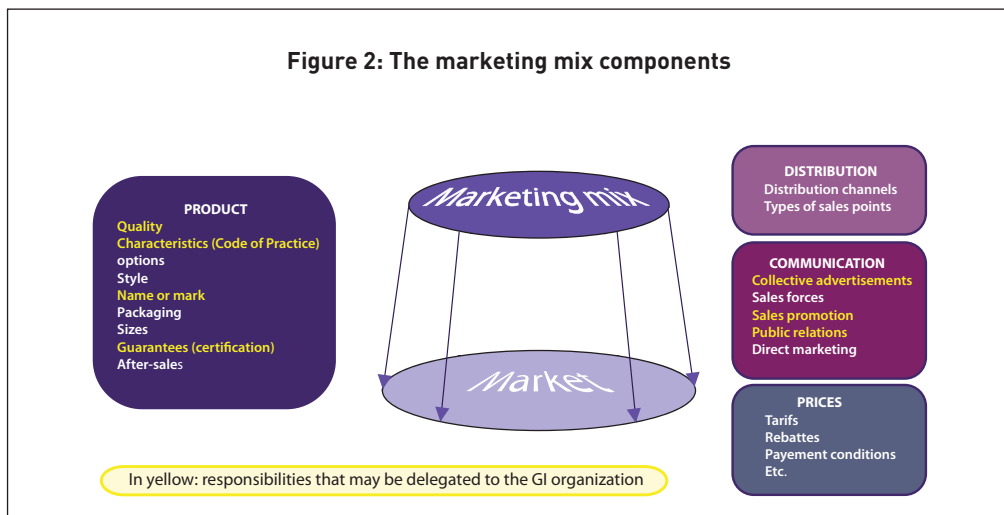 Figure 2: The marketing mix components
PRODUCT
Quality
Characteristics (Code of Practice)
options
Style
Name or mark
Packaging
Sizes
Guarantees (certification)
After-sales
Marketing mix
Market
DISTRIBUTION
Distribution channels
Types of sales points
COMMUNICATION
Collective advertisements
Sales forces
Sales promotion
Public relations
Direct marketing
PRICES
Tarifs
Rebattes
Payement conditions
Etc.
In yellow: responsibilities that may be delegated to the GI organization